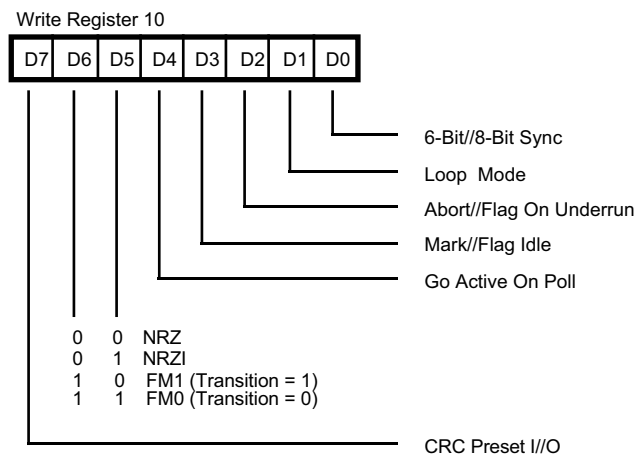 Write Register 10
D7 D6 D5 D4 D3 D2 D1 D0
6-Bit//8-Bit Sync
Loop Mode
Abort//Flag On Underrun
Mark//Flag Idle
Go Active On Poll
0 0 NRZ
0 1 NRZI
1 0 FM1 (Transition = 1)
1 1 FM0 (Transition = 0)
CRC Preset I//O